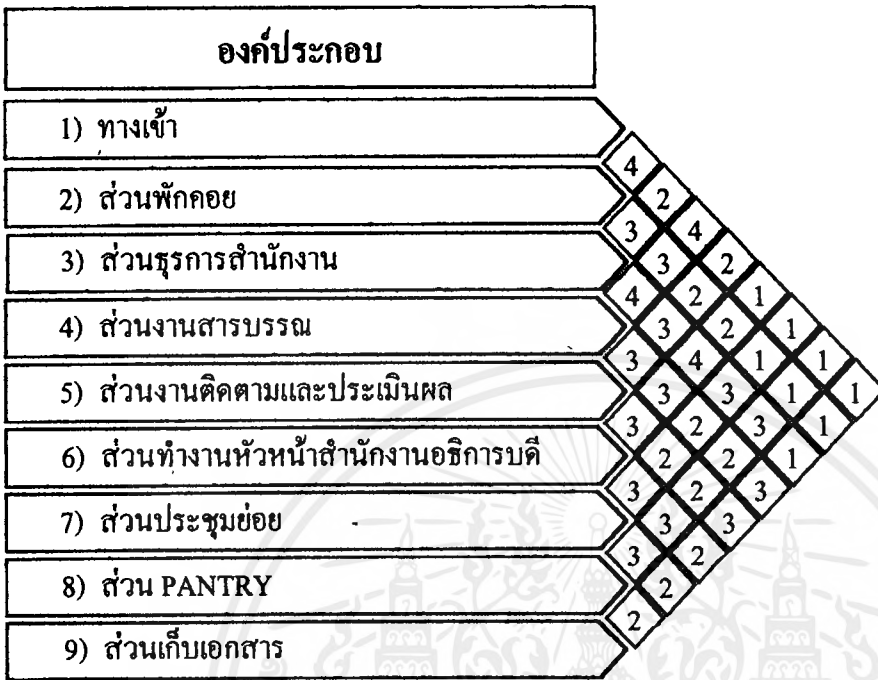 องค์ประกอบ
1) ทางเข้า
4
2) ส่วนพักคอย 2
3 4
3) ส่วนธุรการสำนักงาน 3 2
4 2 1
4) ส่วนงานสารบรรณ 3 2 1
3 4 1 1
5) ส่วนงานติดตามและประเมินผล 3 3 1 1
3 2 3 1
6) ส่วนทำงานหัวหน้าสำนักงานอธิการบดี 2 2 1
3 2 3
7) ส่วนประชุมย่อย 3 3
3 2
8) ส่วน PANTRY 2
2
9) ส่วนเก็บเอกสาร